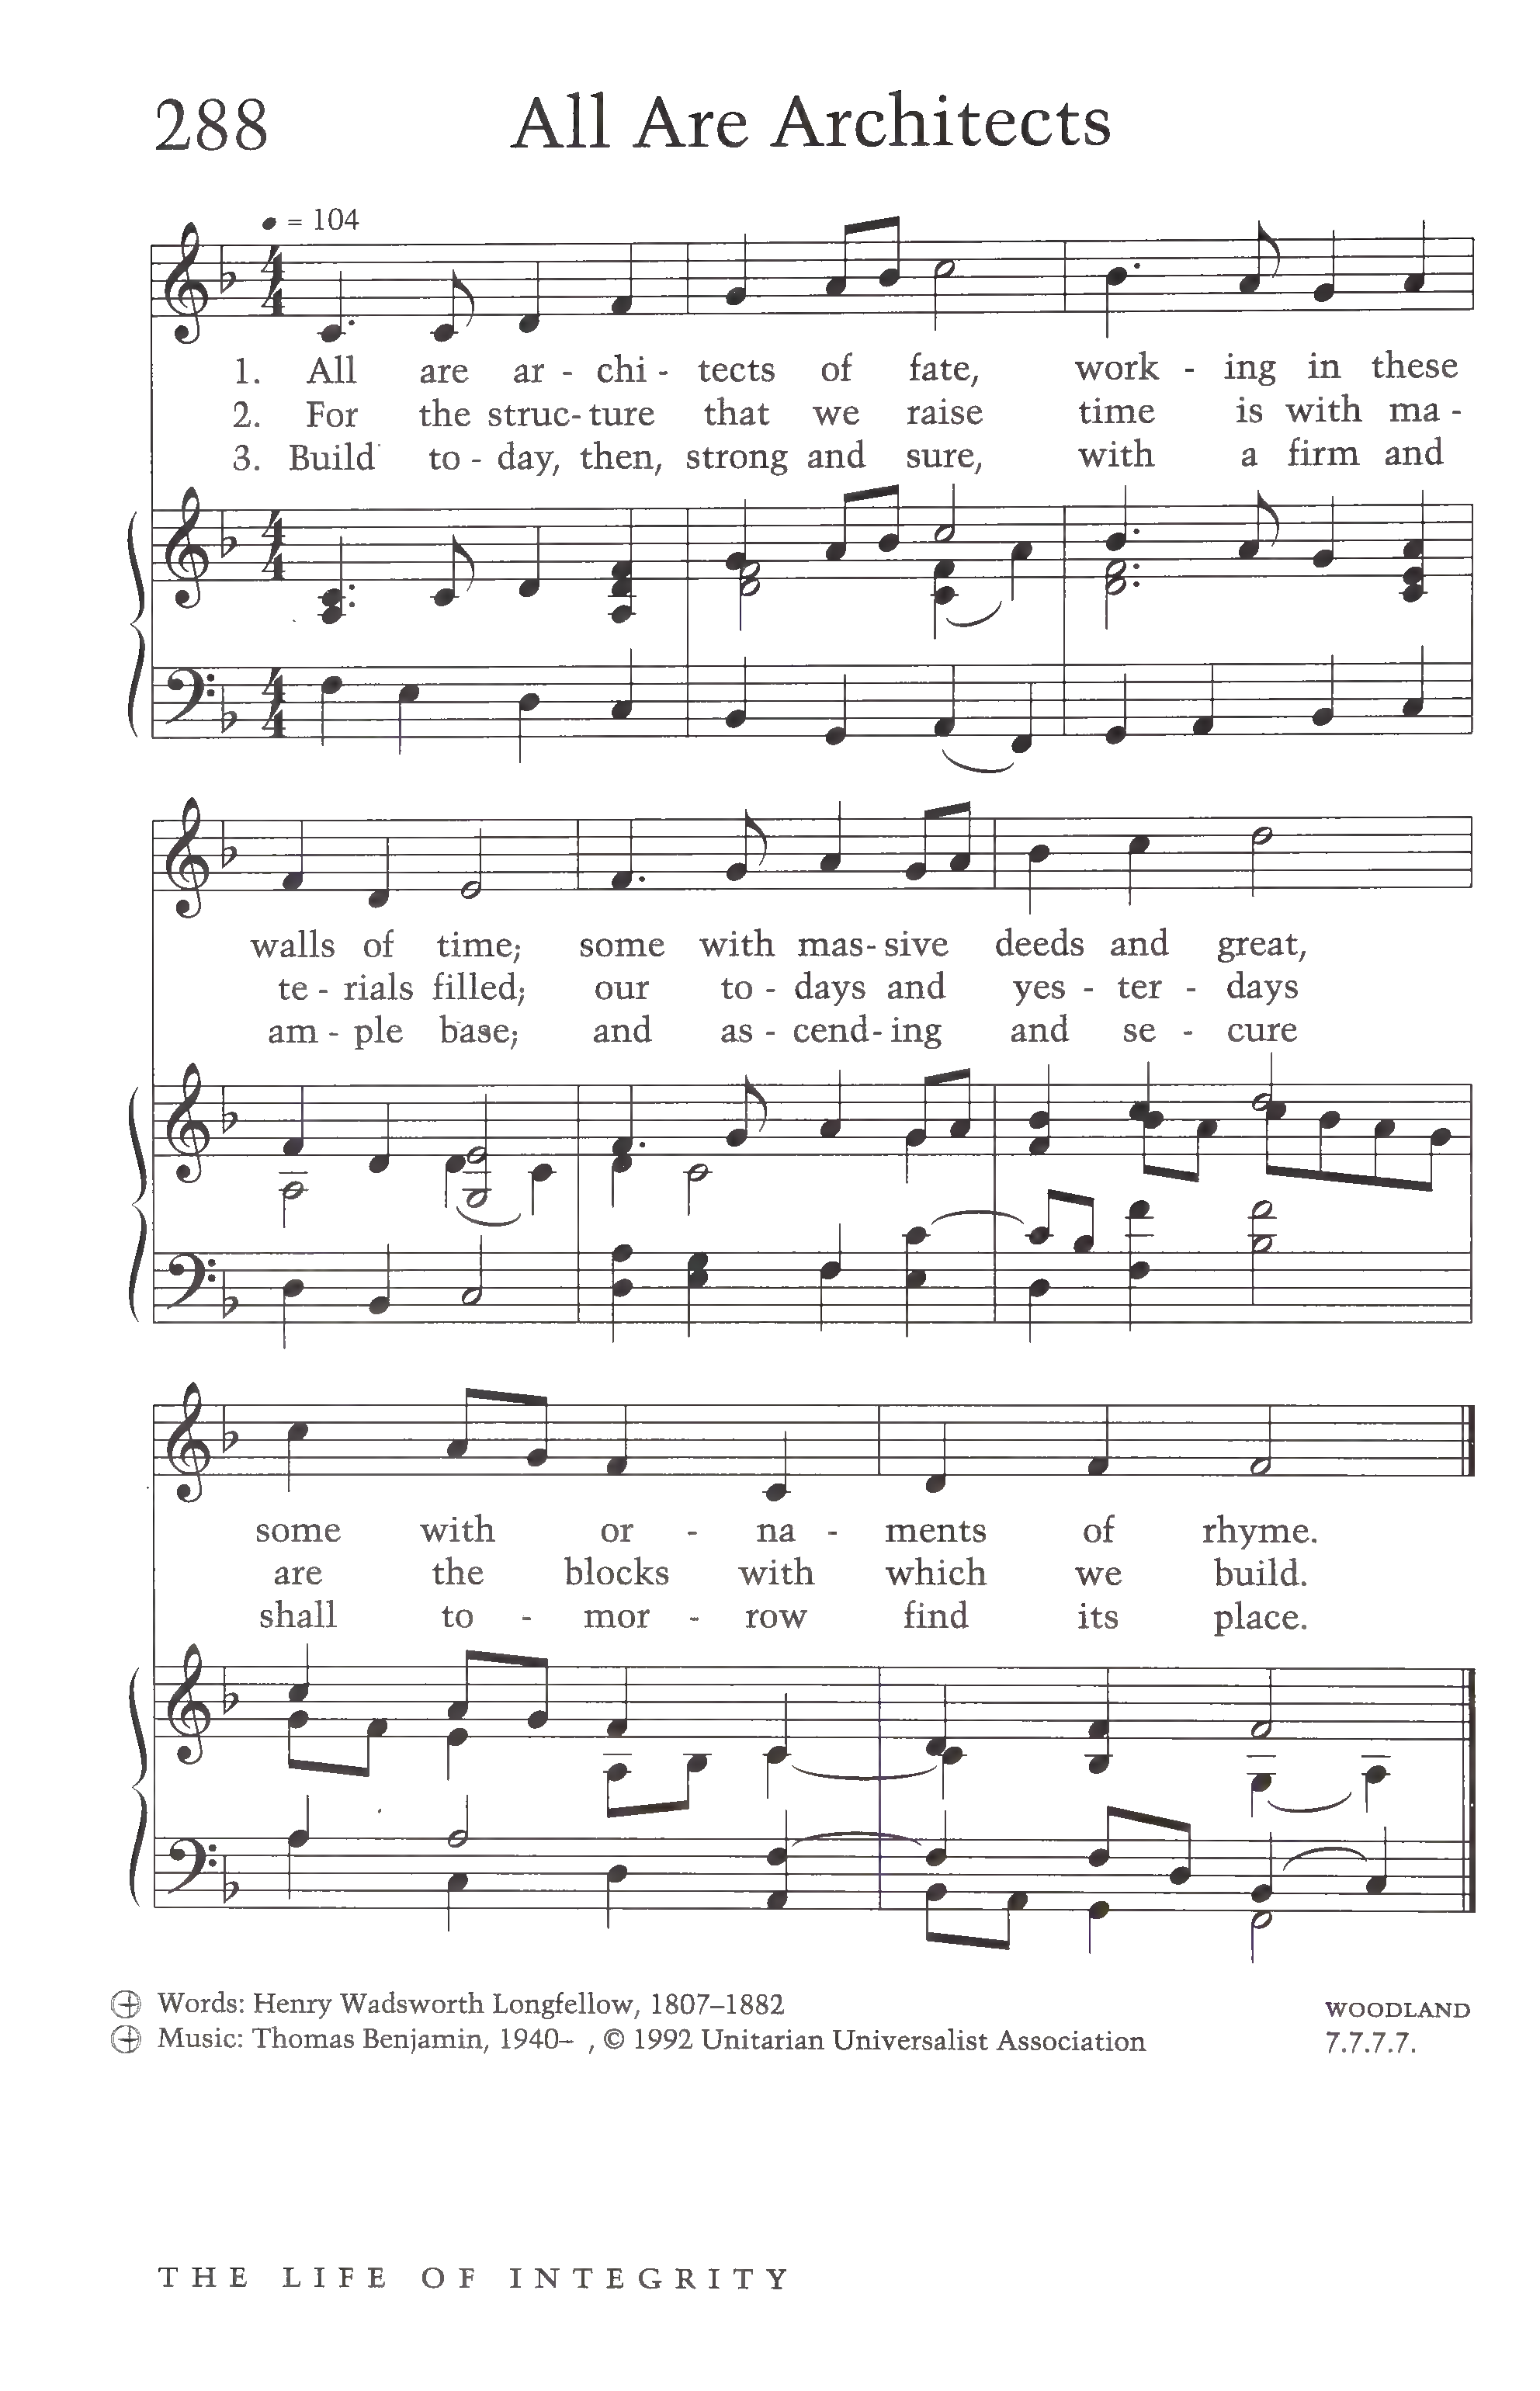 288 All Are Architects
= 104
4 4
1. All are ar - chi - tects of fate, work - ing in these
2. For the struc- ture that we raise time is with ma -
3. Build to - day, then, strong and sure, with a firm and
4 4
4 4
walls of time; some with mas- sive deeds and great,
te - rials filled; our to - days and yes - ter - days
am - ple base; and as - cend- ing and se - cure
some with or - na - ments of rhyme.
are the blocks with which we build.
shall to - mor - row find its place.
Words: Henry Wadsworth Longfellow, 1807–1882 WOODLAND
Music: Thomas Benjamin, 1940– , © 1992 Unitarian Universalist Association 7.7.7.7.
THE LIFE OF INTEGRITY